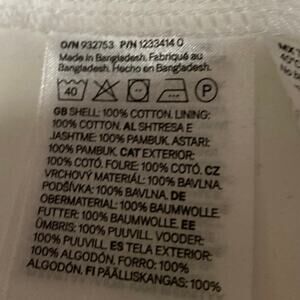 O/N 932753 P/N 1233414 0
Made in Bangladesh. Fabriqué au
Bangladesh. Hecho en Bangladesh.
40
P
GB SHELL: 100% COTTON. LINING:
100% COTTON. AL SHTRESA E
JASHTME: 100% PAMBUK. ASTARI:
100% PAMBUK. CAT EXTERIOR:
100% COTÓ. FOLRE: 100% COTÓ. CZ
VRCHOVÝ MATERIÁL: 100% BAVLNA.
PODŠÍVKA: 100% BAVLNA. DE
OBERMATERIAL: 100% BAUMWOLLE.
FUTTER: 100% BAUMWOLLE. EE
ÜMBRIS: 100% PUUVILL. VOODER:
100% PUUVILL. ES TELA EXTERIOR:
100% ALGODÓN. FORRO: 100%
ALGODÓN. FI PÄÄLLISKANGAS: 100%